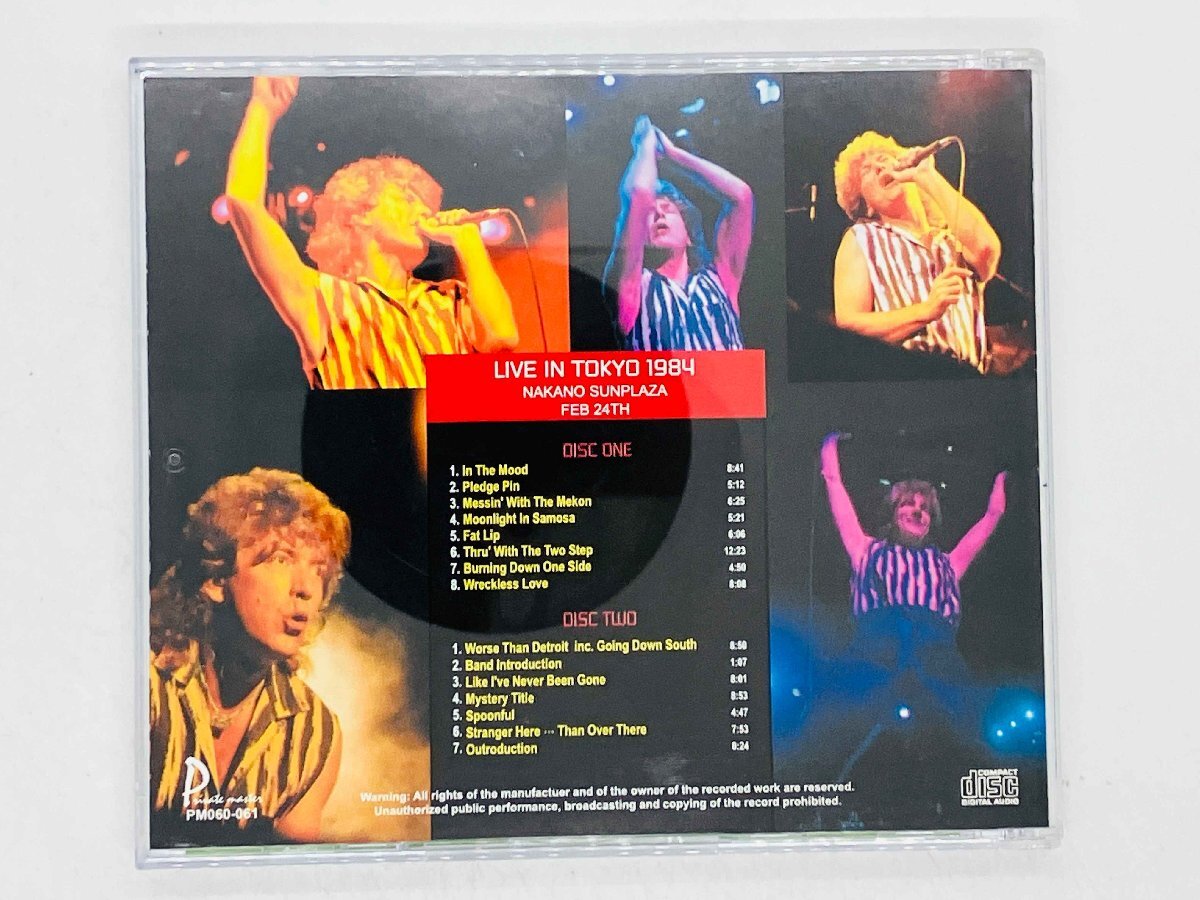 LIVE IN TOKYO 1984
NAKANO SUNPLAZA
FEB 24TH
DISC ONE
1. In The Mood 8:41
2. Pledge Pin 5:12
3. Messin' With The Mekon 6:25
4. Moonlight In Samosa 5:21
5. Fat Lip 6:06
6. Thru' With The Two Step 12:23
7. Burning Down One Side 4:50
8. Wreckless Love 8:08
DISC TWO
1. Worse Than Detroit inc. Going Down South 8:50
2. Band Introduction 1:07
3. Like I've Never Been Gone 8:01
4. Mystery Title 8:53
5. Spoonful 4:47
6. Stranger Here ··· Than Over There 7:53
7. Outroduction 8:24
Private master
PM060-061
Warning: All rights of the manufactuer and of the owner of the recorded work are reserved.
Unauthorized public performance, broadcasting and copying of the record prohibited.
COMPACT
disc
DIGITAL AUDIO